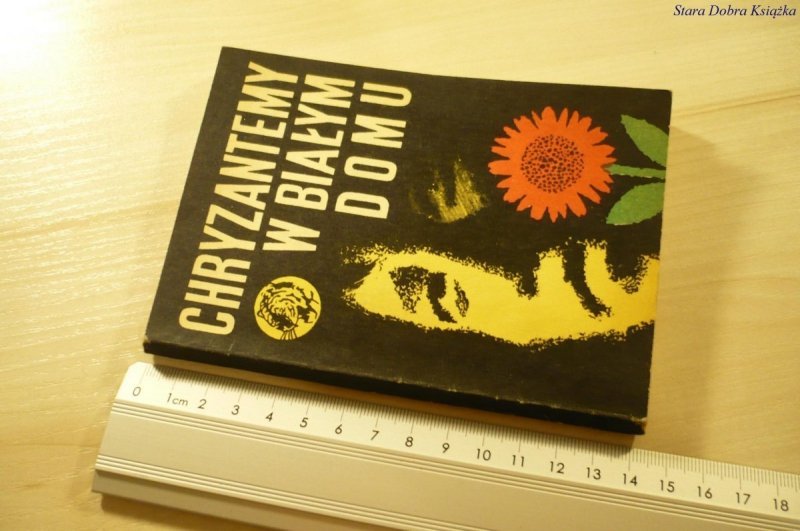 Stara Dobra Książka
CHRYZANTEMY
W BIAŁYM
DOMU
0 1cm 2 3 4 5 6 7 8 9 10 11 12 13 14 15 16 17 18